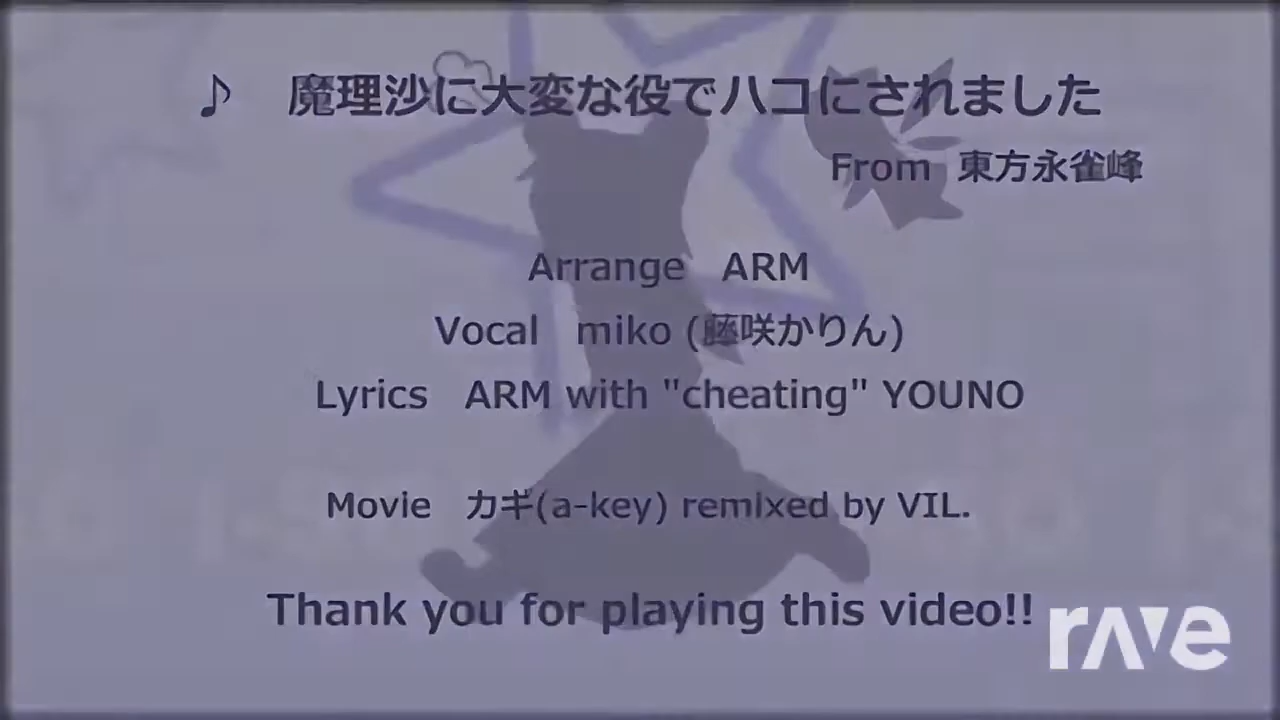 ♪ 魔理沙に大変な役でハコにされました
From 東方永雀峰
Arrange ARM
Vocal miko (藤咲かりん)
Lyrics ARM with "cheating" YOUNO
Movie カギ(a-key) remixed by VIL.
Thank you for playing this video!!
rave